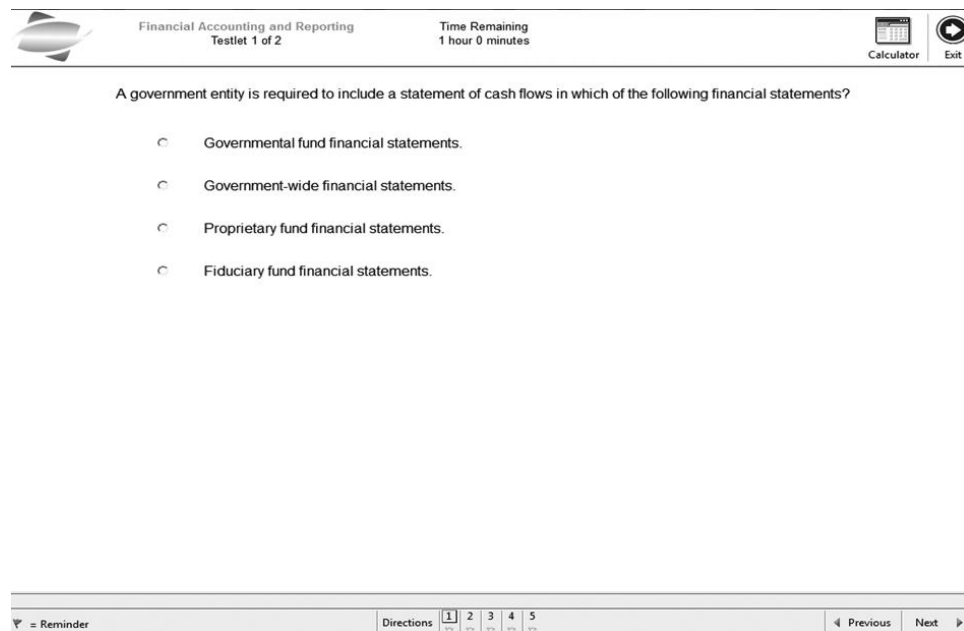 Financial Accounting and Reporting
Testlet 1 of 2
Time Remaining
1 hour 0 minutes
Calculator
Exit
A government entity is required to include a statement of cash flows in which of the following financial statements?
Governmental fund financial statements.
Government-wide financial statements.
Proprietary fund financial statements.
Fiduciary fund financial statements.
= Reminder
Directions 1 2 3 4 5
Previous Next